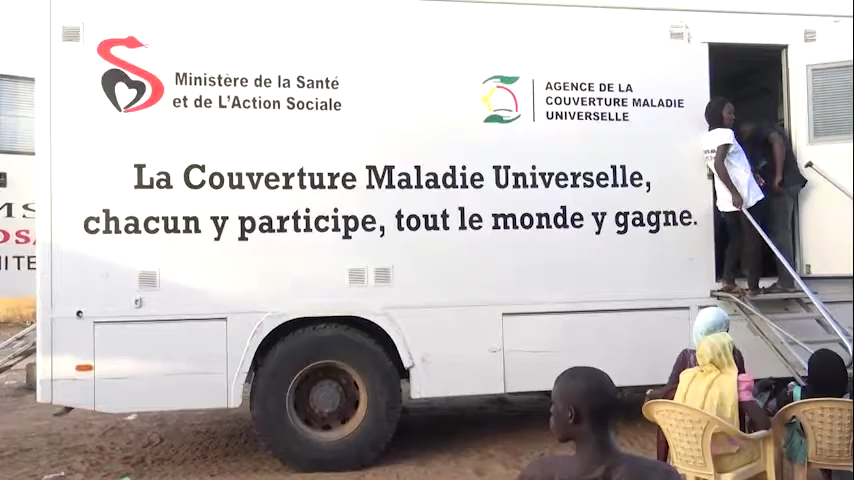 Ministère de la Santé
et de L'Action Sociale
AGENCE DE LA
COUVERTURE MALADIE
UNIVERSELLE
La Couverture Maladie Universelle,
chacun y participe, tout le monde y gagne.